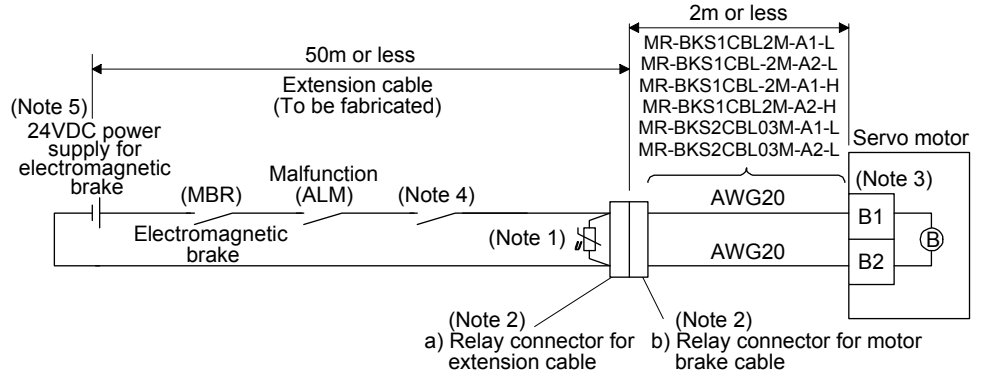 2m or less
MR-BKS1CBL2M-A1-L
MR-BKS1CBL-2M-A2-L
MR-BKS1CBL-2M-A1-H
MR-BKS1CBL2M-A2-H
MR-BKS2CBL03M-A1-L
MR-BKS2CBL03M-A2-L
50m or less
Extension cable
(To be fabricated)
(Note 5)
24VDC power
supply for
electromagnetic
brake
Servo motor
Malfunction
(MBR)
(ALM)
(Note 4)
Electromagnetic
brake
(Note 1)
U
AWG20
AWG20
(Note 3)
B1
B2
B
(Note 2)
a) Relay connector for
extension cable
(Note 2)
b) Relay connector for motor
brake cable